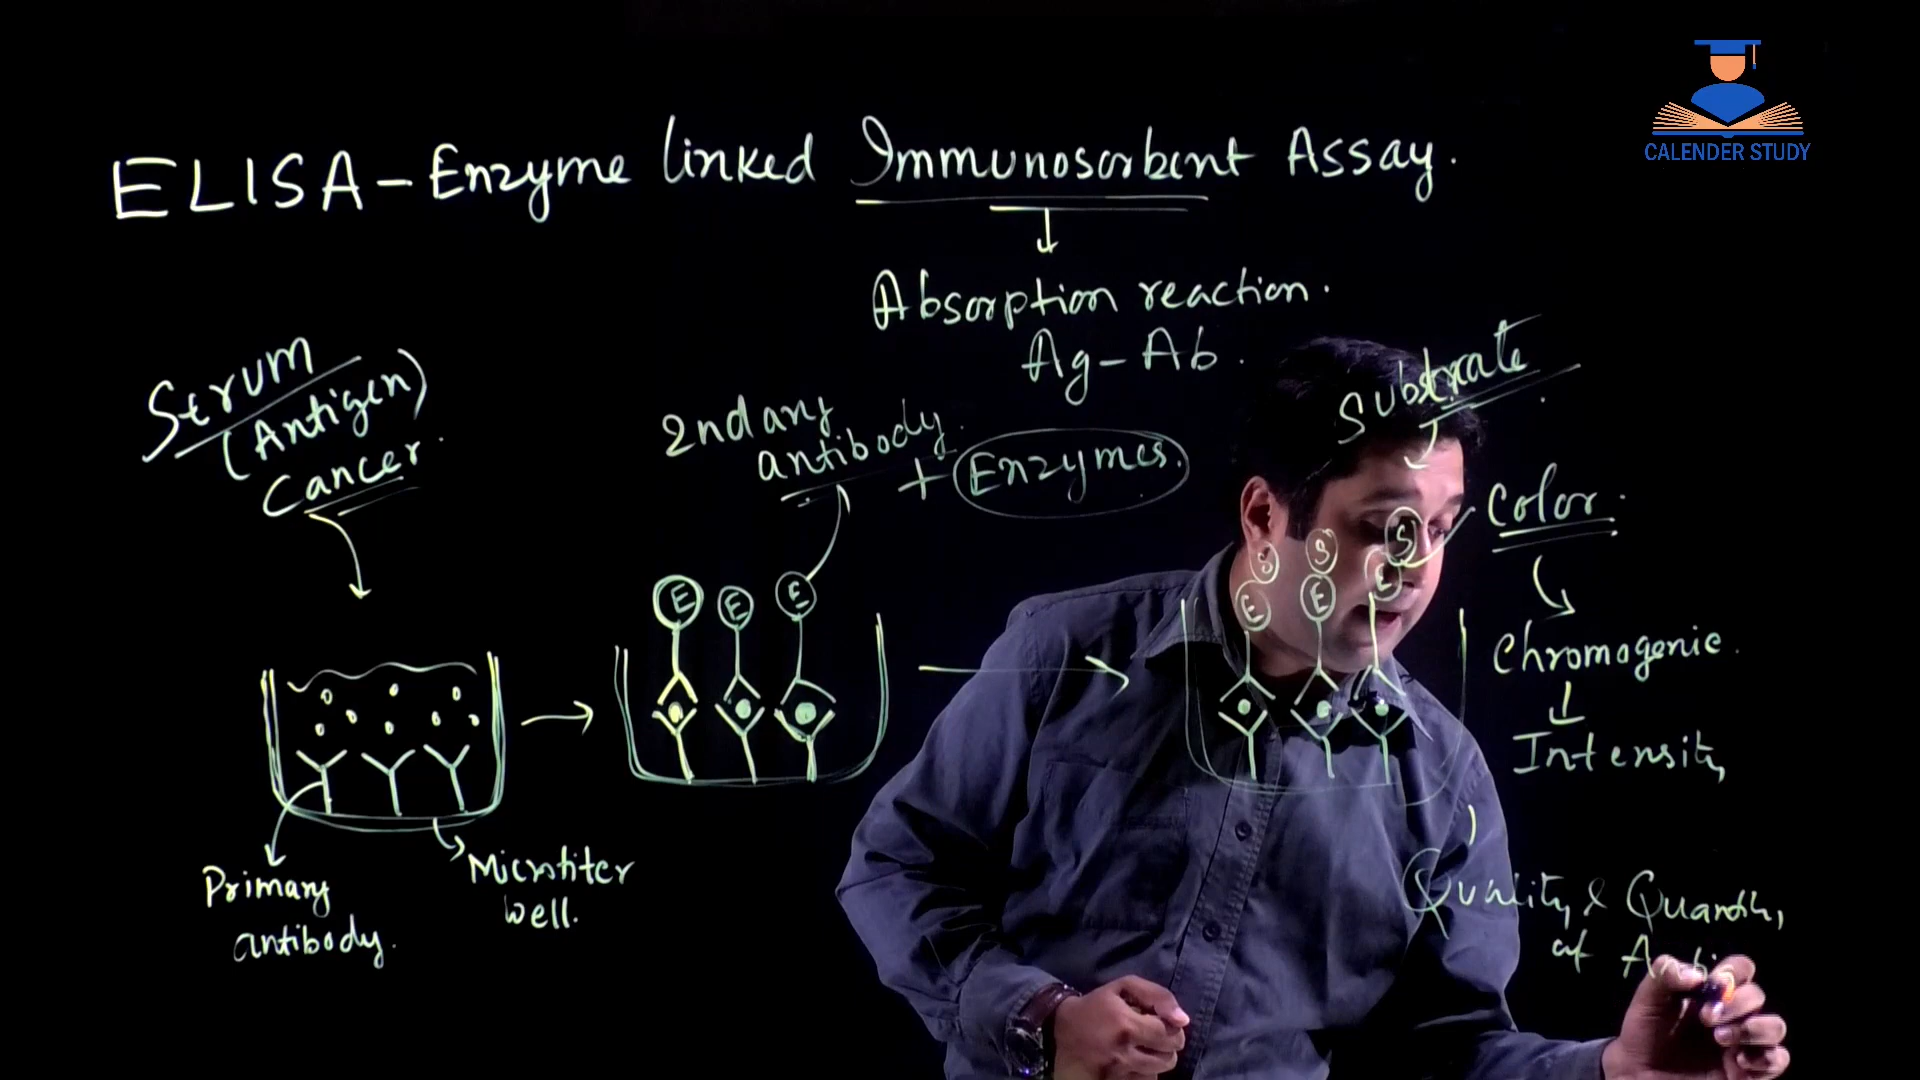 CALENDER STUDY
ELISA - Enzyme linked Immunosorbent Assay.
Absorption reaction.
Ag - Ab.
Serum
(Antigen)
Cancer.
2ndary
antibody.
+ Enzymes.
Substrate
Color.
Chromogenic.
Intensity
E E E
S S S
E E E
Primary
antibody.
Microtiter
well.
Quality & Quantity
of